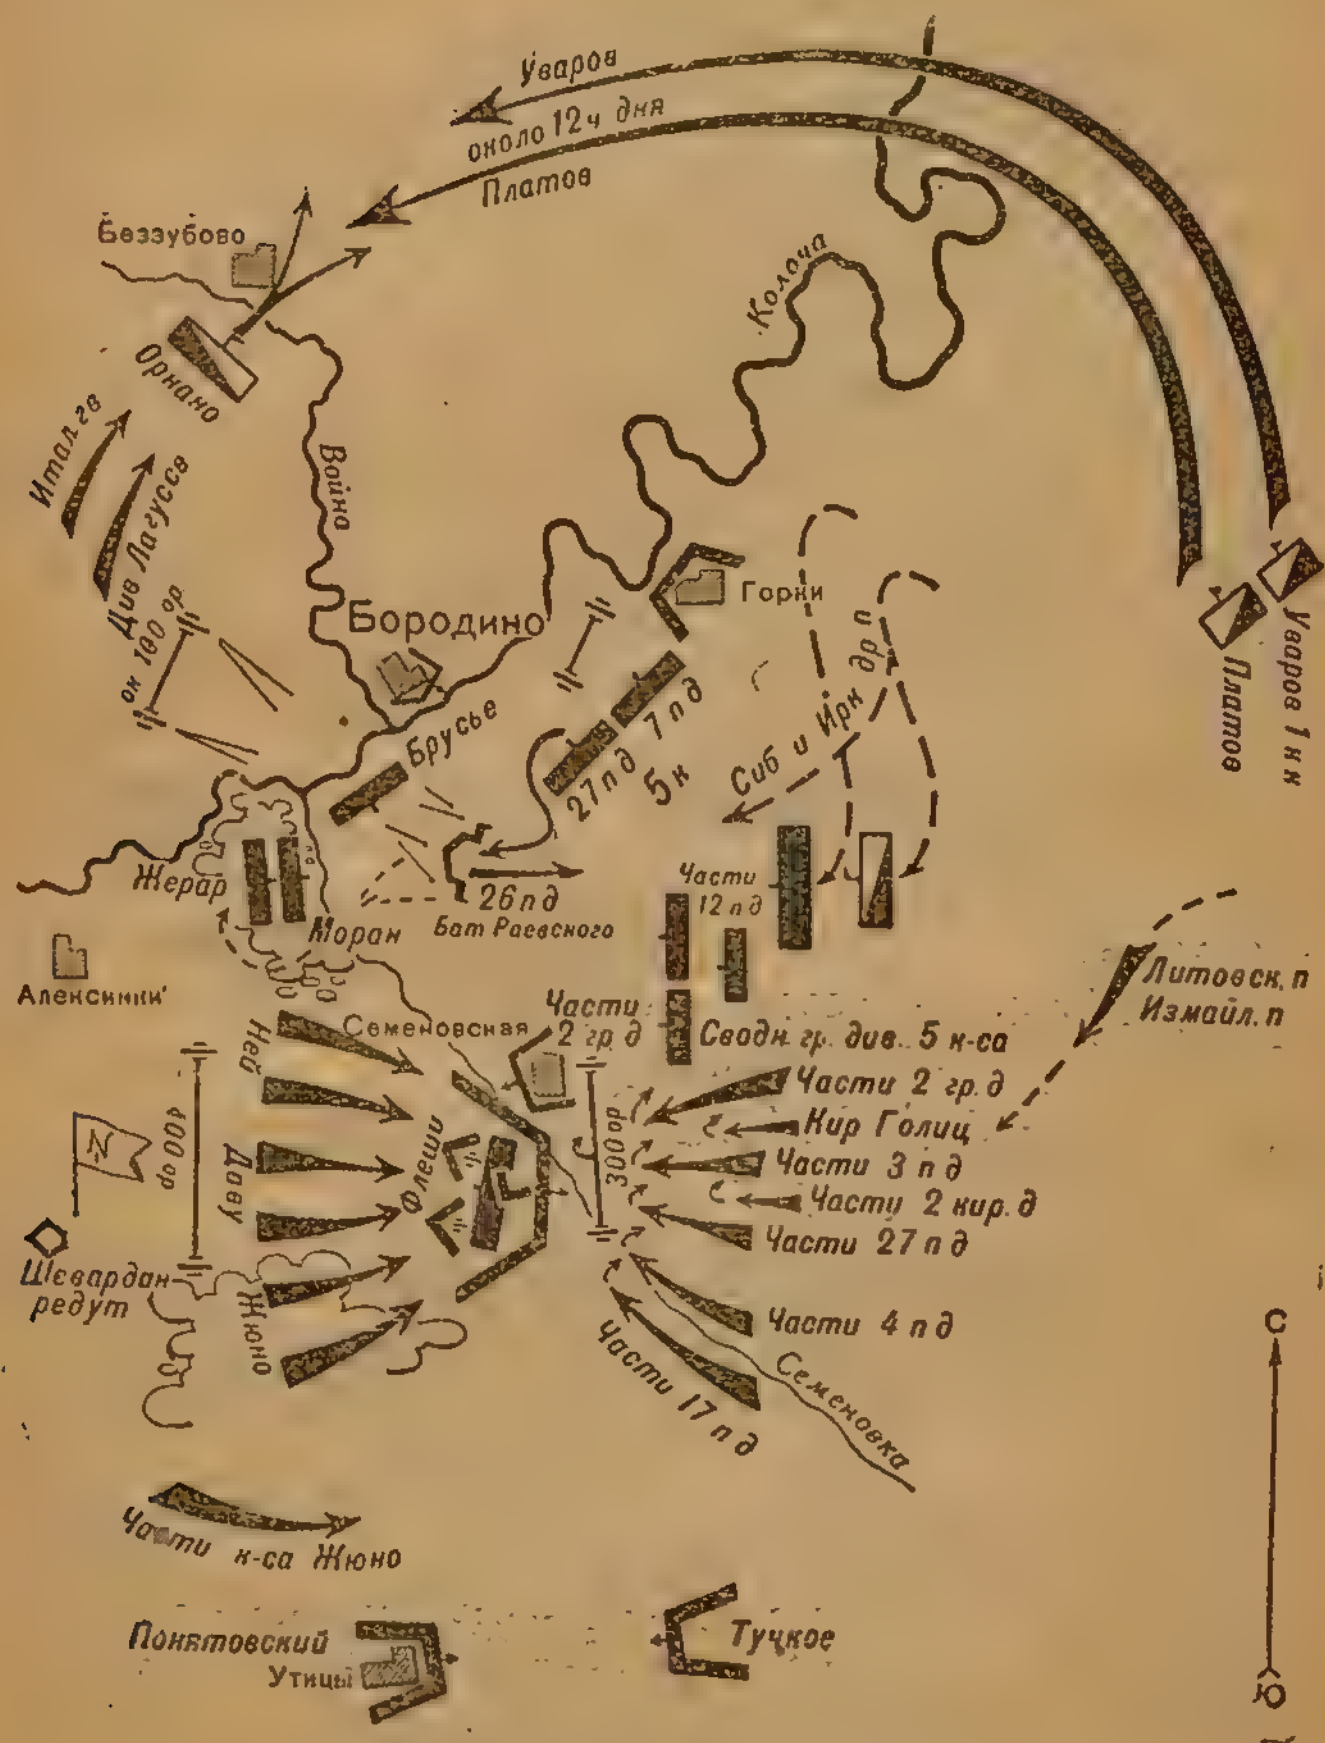 Уваров
около 12ч дня
Платов
Беззубово
Колоча
Орнано
Итал гв
Див Лагуссв
Война
ок 100 ор.
Бородино
Горки
и др
Уваров 1 кк
Платов
Брусье
7 п д
27 п д
5 к
Сиб и Ирк
Жерар
26 п д
Части
12 п д
Моран
Бат Раевского
Алексинки
Литовск. п
Измайл. п
Части
2 гр. д
Семеновская
Сводн. гр. див. 5 к-са
Ней
Части 2 гр. д
400 ор
N
Кир Голиц
Флеши
300 ор
Даву
Части 3 п д
Части 2 кир. д
Части 27 п д
Шевардан-
редут
Жюно
С
Части 4 п д
Части 17 п д
Семеновка
Части к-са Жюно
Понятовский
Утицы
Тучкое
Ю